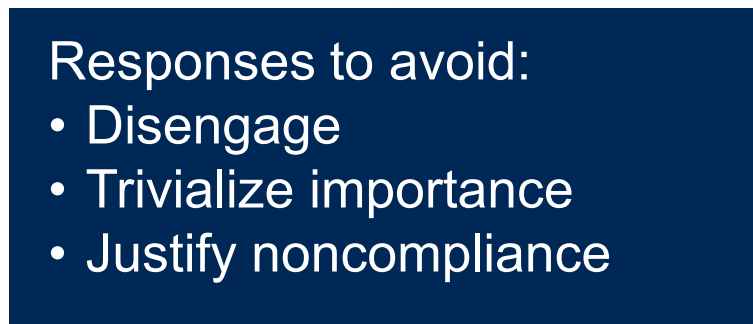 Responses to avoid:
• Disengage
• Trivialize importance
• Justify noncompliance